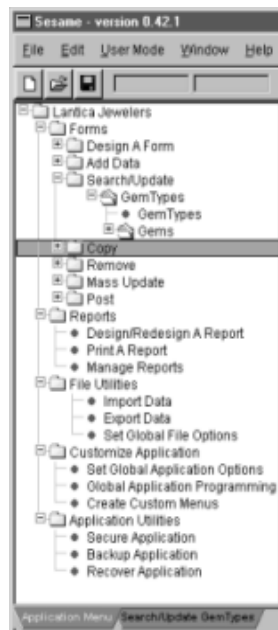 Sesame - version 0.42.1
File Edit User Mode Window Help
Lantica Jewelers
Forms
Design A Form
Add Data
Search/Update
GemTypes
GemTypes
Gems
Copy
Remove
Mass Update
Post
Reports
Design/Redesign A Report
Print A Report
Manage Reports
File Utilities
Import Data
Export Data
Set Global File Options
Customize Application
Set Global Application Options
Global Application Programming
Create Custom Menus
Application Utilities
Secure Application
Backup Application
Recover Application
Application Menu Search/Update GemTypes